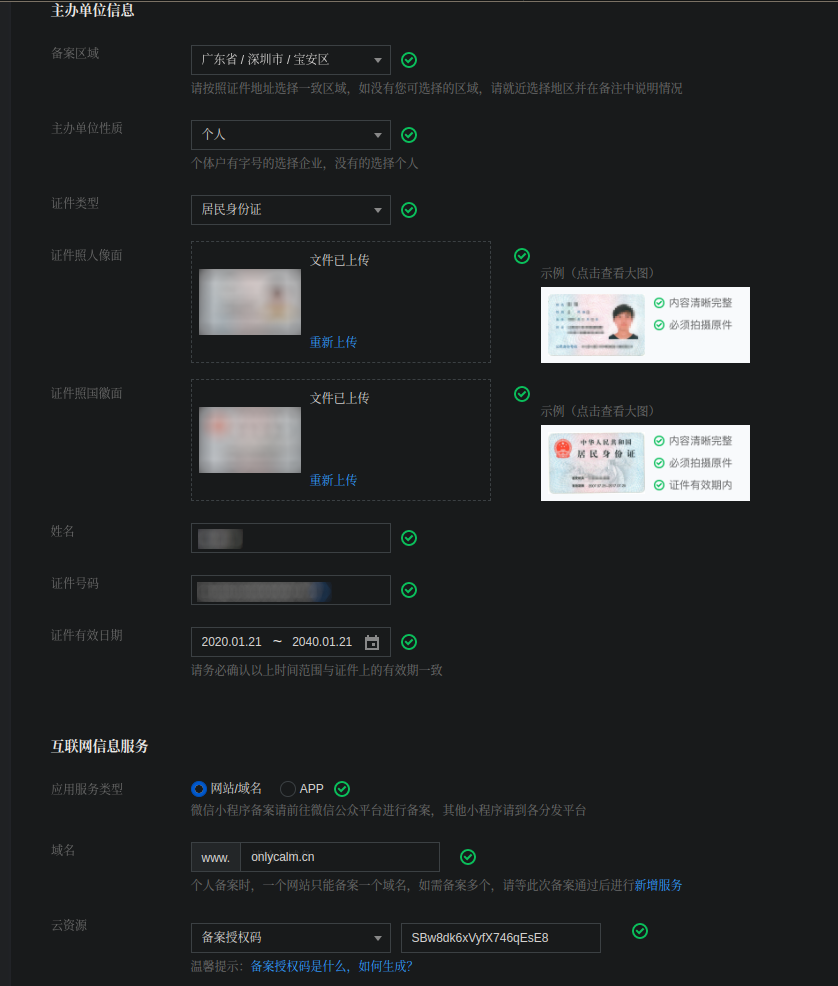 主办单位信息
备案区域
广东省 / 深圳市 / 宝安区
请按照证件地址选择一致区域，如没有您可选择的区域，请就近选择地区并在备注中说明情况
主办单位性质
个人
个体户有字号的选择企业，没有的选择个人
证件类型
居民身份证
证件照人像面
文件已上传
重新上传
示例（点击查看大图）
内容清晰完整
必须拍摄原件
证件照国徽面
文件已上传
重新上传
示例（点击查看大图）
中华人民共和国
居民身份证
内容清晰完整
必须拍摄原件
证件有效期内
姓名
证件号码
证件有效日期
2020.01.21 ~ 2040.01.21
请务必确认以上时间范围与证件上的有效期一致
互联网信息服务
应用服务类型
网站/域名 APP
微信小程序备案请前往微信公众平台进行备案，其他小程序请到各分发平台
域名
www. onlycalm.cn
个人备案时，一个网站只能备案一个域名，如需备案多个，请等此次备案通过后进行新增服务
云资源
备案授权码 SBw8dk6xVyfX746qEsE8
温馨提示：备案授权码是什么，如何生成？